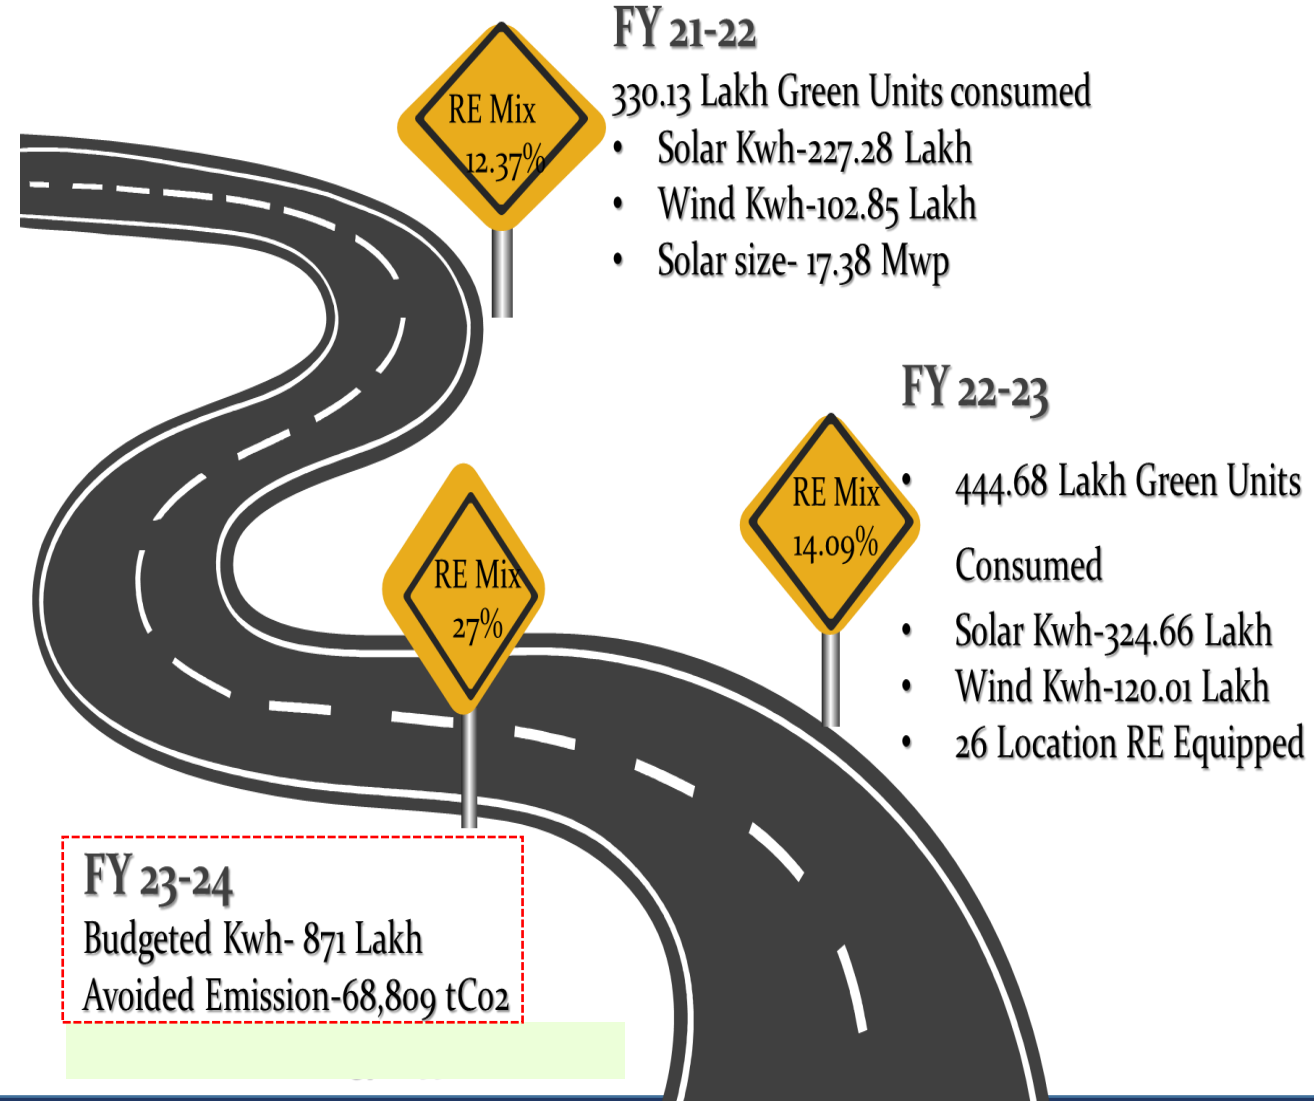 FY 21-22
RE Mix
12.37%
330.13 Lakh Green Units consumed
• Solar Kwh-227.28 Lakh
• Wind Kwh-102.85 Lakh
• Solar size- 17.38 Mwp
FY 22-23
RE Mix
14.09%
• 444.68 Lakh Green Units
Consumed
• Solar Kwh-324.66 Lakh
• Wind Kwh-120.01 Lakh
• 26 Location RE Equipped
RE Mix
27%
FY 23-24
Budgeted Kwh- 871 Lakh
Avoided Emission-68,809 tCo2